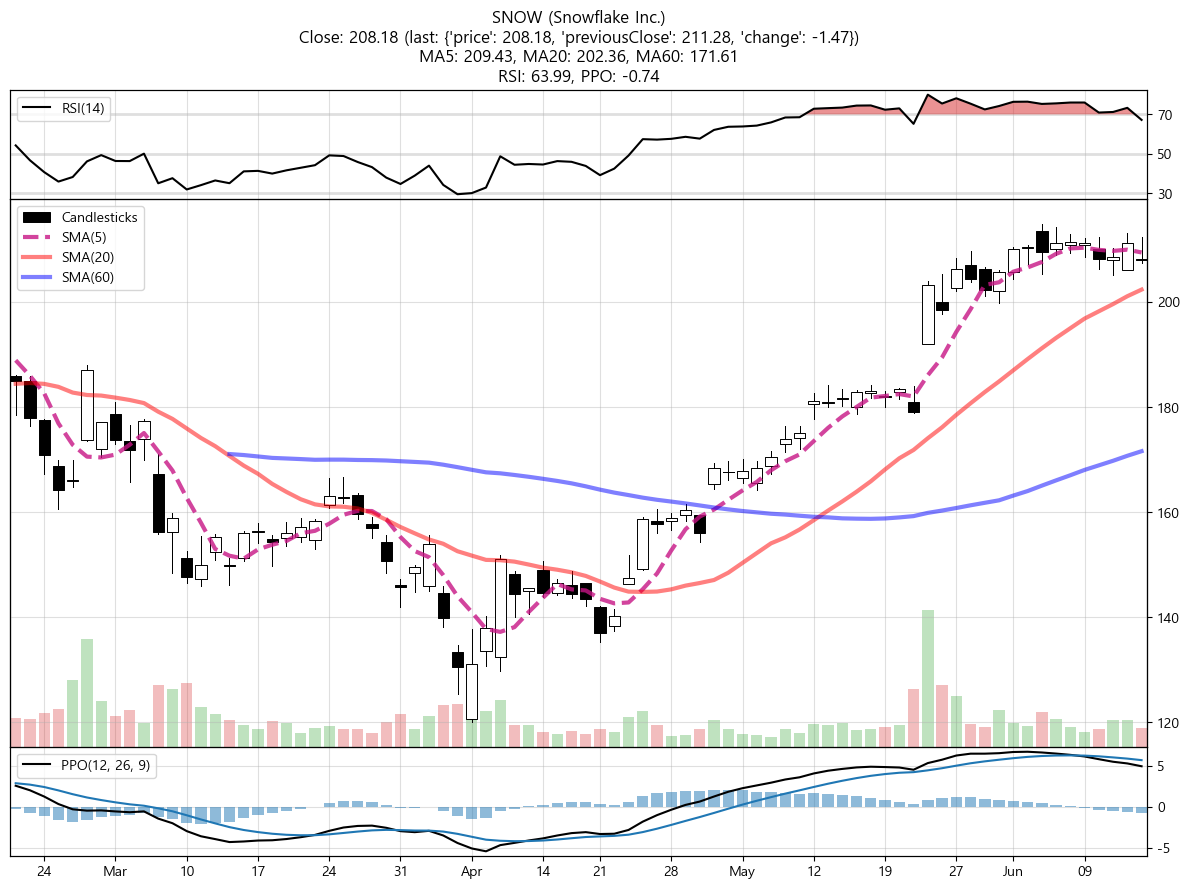 SNOW (Snowflake Inc.)
Close: 208.18 (last: {'price': 208.18, 'previousClose': 211.28, 'change': -1.47})
MA5: 209.43, MA20: 202.36, MA60: 171.61
RSI: 63.99, PPO: -0.74
RSI(14)
70
50
30
Candlesticks
SMA(5)
SMA(20)
SMA(60)
200
180
160
140
120
PPO(12, 26, 9)
5
0
-5
24 Mar 10 17 24 31 Apr 14 21 28 May 12 19 27 Jun 09